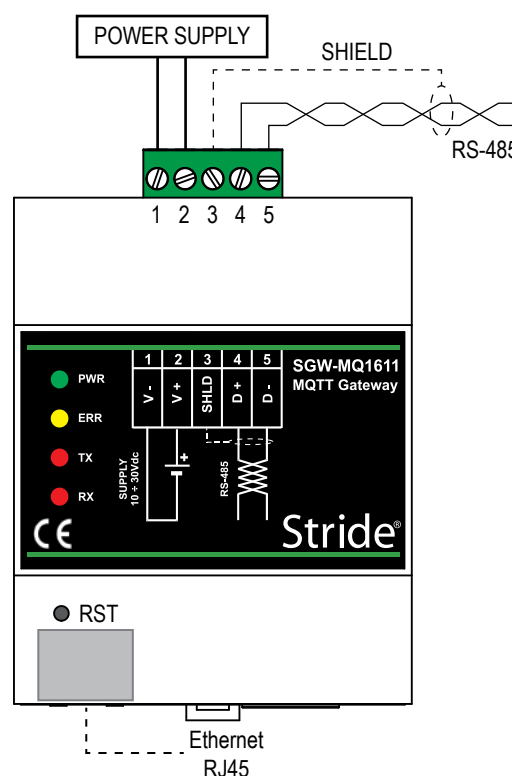 POWER SUPPLY
SHIELD
RS-485
1 2 3 4 5
1 2 3 4 5
V - V + SHLD D + D -
SGW-MQ1611
MQTT Gateway
PWR
ERR
TX
RX
SUPPLY
10 ÷ 30Vdc
+
RS-485
CE
Stride®
RST
Ethernet
RJ45